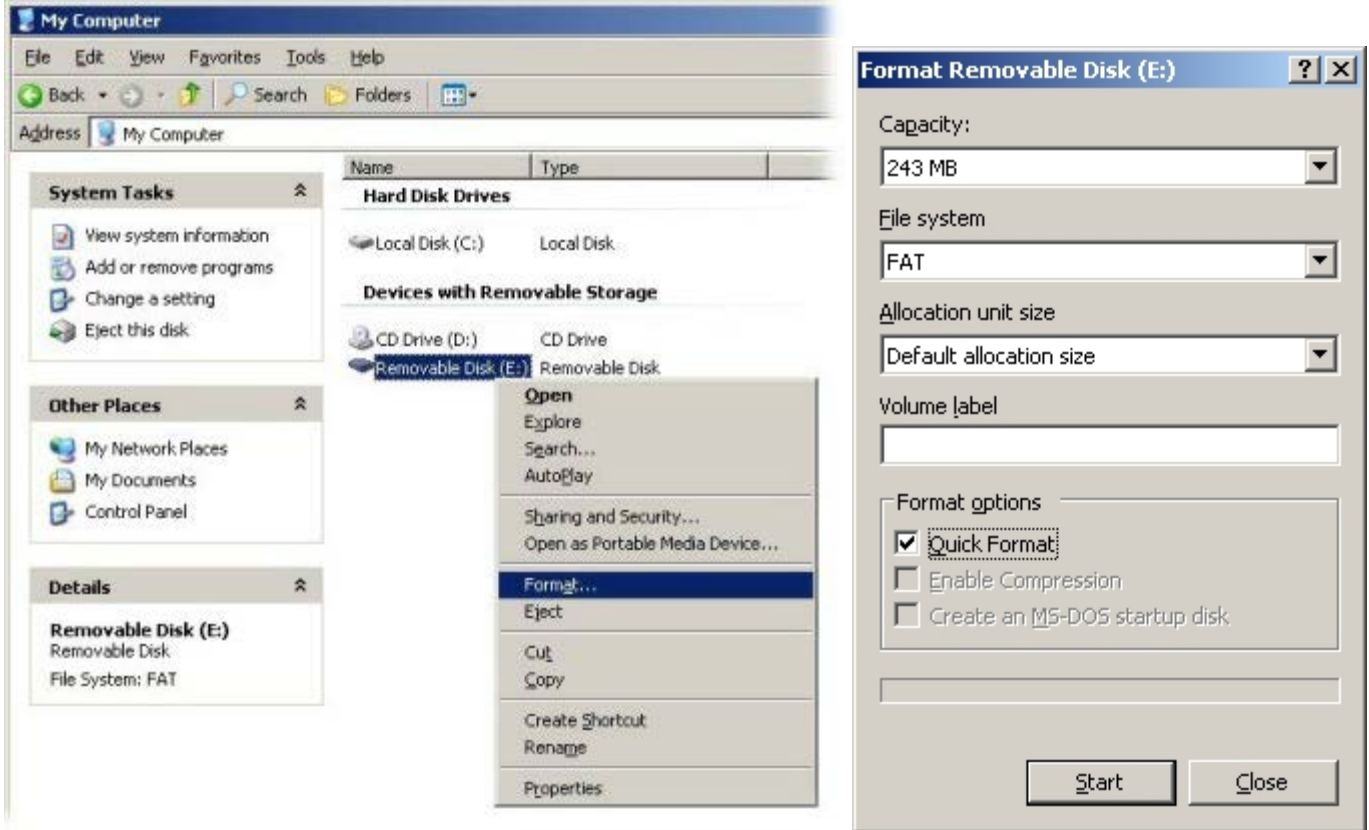 My Computer
File Edit View Favorites Tools Help
Back Search Folders
Address My Computer
System Tasks
View system information
Add or remove programs
Change a setting
Eject this disk
Other Places
My Network Places
My Documents
Control Panel
Details
Removable Disk (E:)
Removable Disk
File System: FAT
Name Type
Hard Disk Drives
Local Disk (C:) Local Disk
Devices with Removable Storage
CD Drive (D:) CD Drive
Removable Disk (E:) Removable Disk
Open
Explore
Search...
AutoPlay
Sharing and Security...
Open as Portable Media Device...
Format...
Eject
Cut
Copy
Create Shortcut
Rename
Properties
Format Removable Disk (E:)
Capacity:
243 MB
File system
FAT
Allocation unit size
Default allocation size
Volume label
Format options
Quick Format
Enable Compression
Create an MS-DOS startup disk
Start Close